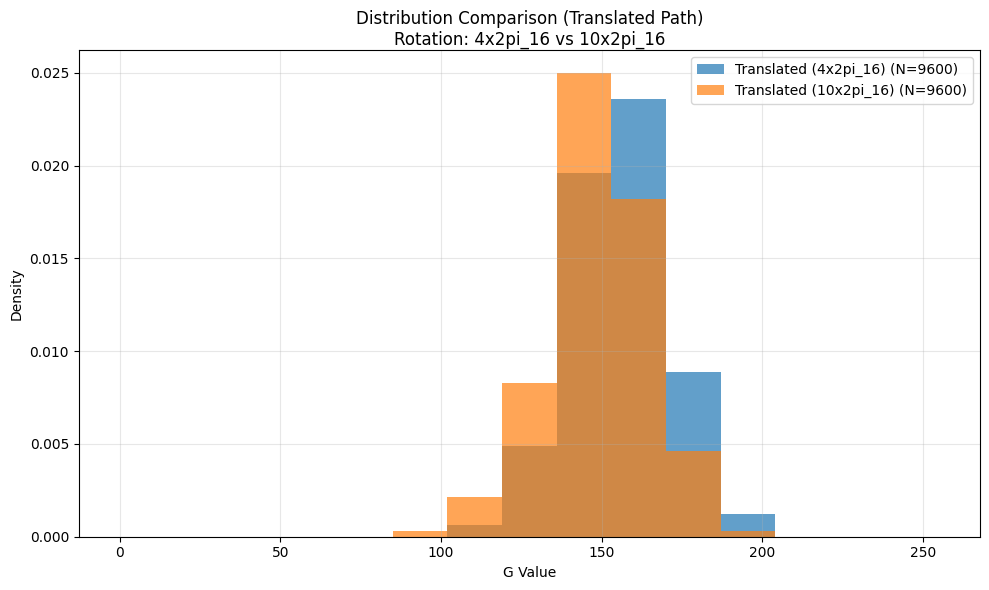 Distribution Comparison (Translated Path)
Rotation: 4x2pi_16 vs 10x2pi_16
Translated (4x2pi_16) (N=9600)
Translated (10x2pi_16) (N=9600)
0.025
0.020
0.015
0.010
0.005
0.000
Density
0 50 100 150 200 250
G Value